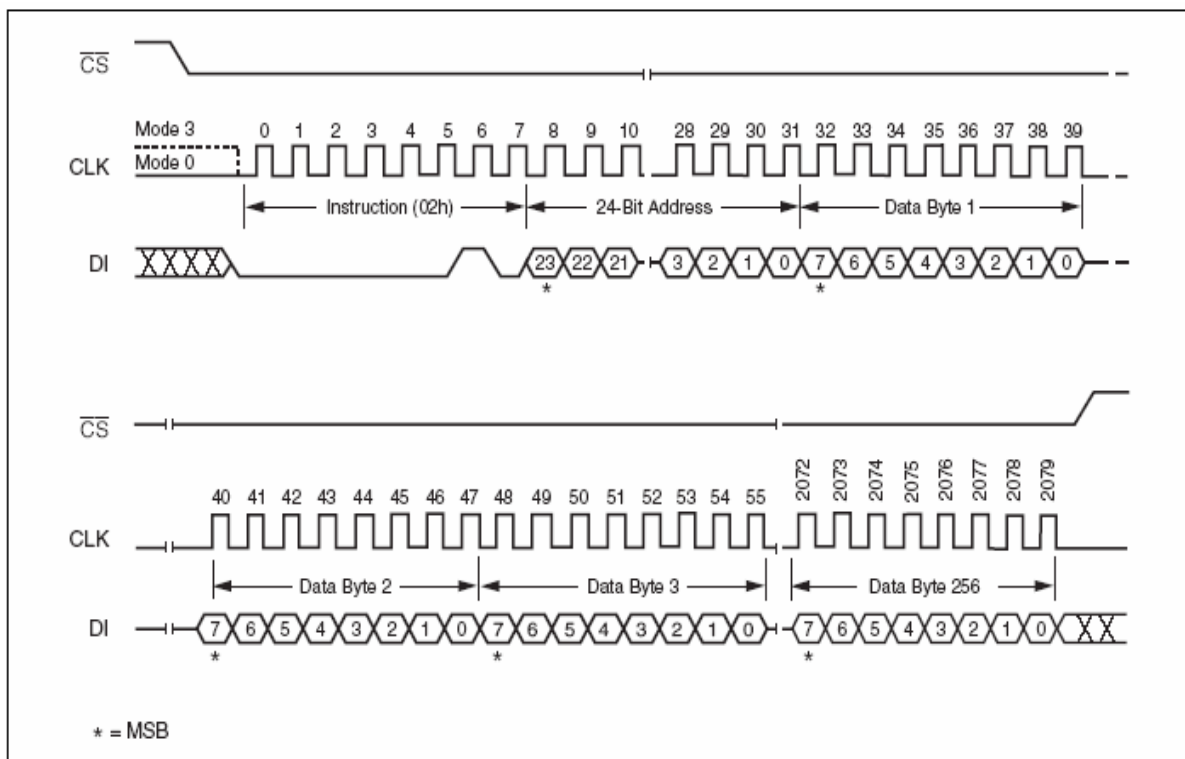 CS
Mode 3
0 1 2 3 4 5 6 7 8 9 10 28 29 30 31 32 33 34 35 36 37 38 39
CLK
Mode 0
Instruction (02h) 24-Bit Address Data Byte 1
DI 23 22 21 3 2 1 0 7 6 5 4 3 2 1 0
* *
CS
40 41 42 43 44 45 46 47 48 49 50 51 52 53 54 55 2072 2073 2074 2075 2076 2077 2078 2079
CLK
Data Byte 2 Data Byte 3 Data Byte 256
DI 7 6 5 4 3 2 1 0 7 6 5 4 3 2 1 0 7 6 5 4 3 2 1 0
* * *
* = MSB